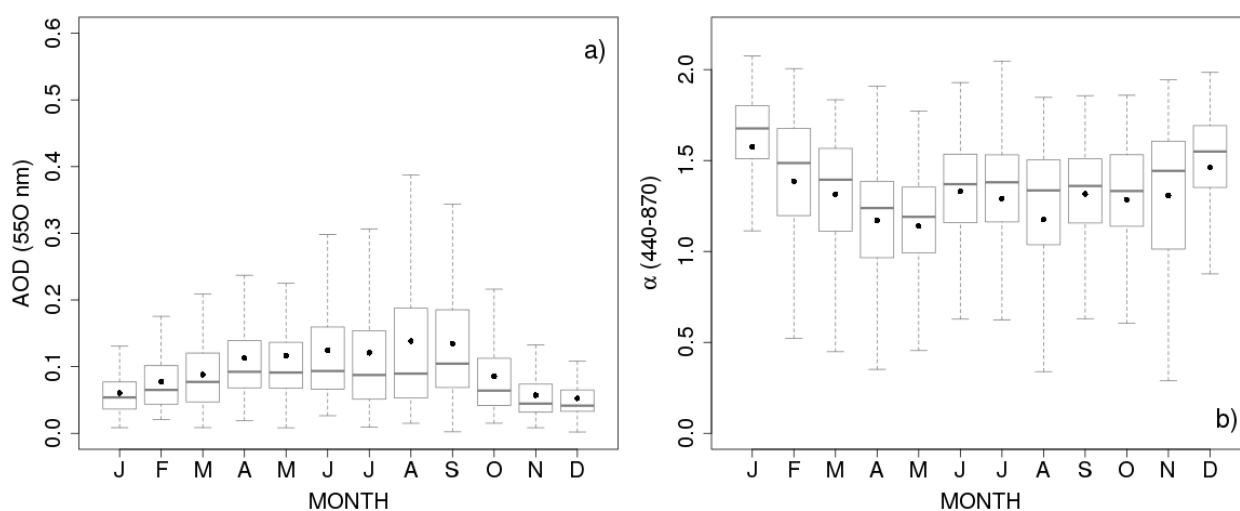 a)
AOD (55O nm)
0.6
0.5
0.4
0.3
0.2
0.1
0.0
J F M A M J J A S O N D
MONTH
b)
α (440-870)
2.0
1.5
1.0
0.5
0.0
J F M A M J J A S O N D
MONTH